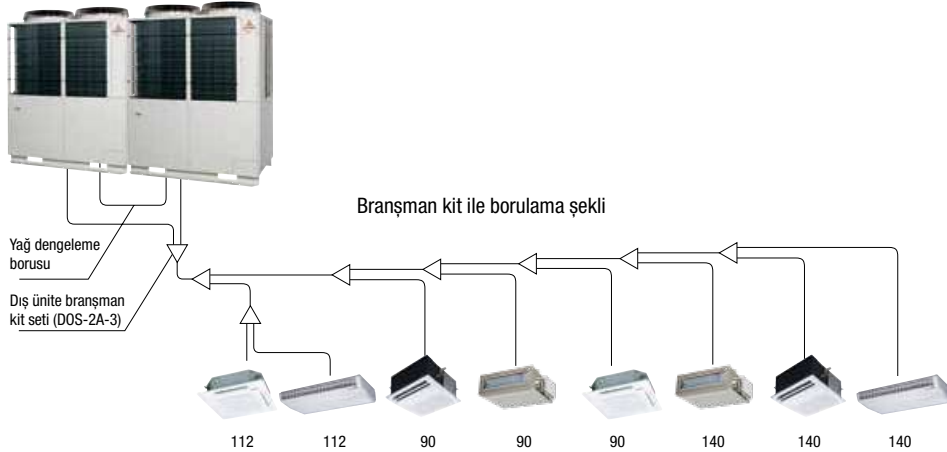 Branşman kit ile borulama şekli
Yağ dengeleme
borusu
Dış ünite branşman
kit seti (DOS-2A-3)
112 112 90 90 90 140 140 140